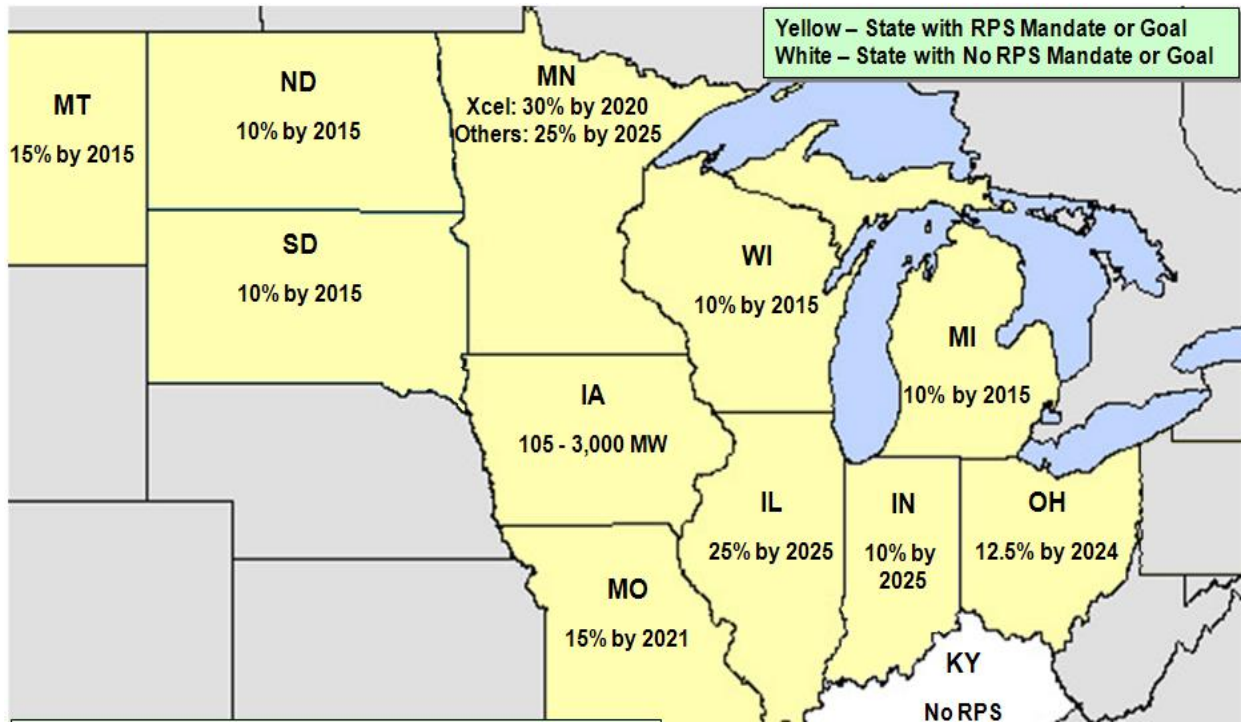 Yellow – State with RPS Mandate or Goal
White – State with No RPS Mandate or Goal
MT
15% by 2015
ND
10% by 2015
MN
Xcel: 30% by 2020
Others: 25% by 2025
SD
10% by 2015
WI
10% by 2015
MI
10% by 2015
IA
105 - 3,000 MW
IL
25% by 2025
IN
10% by
2025
OH
12.5% by 2024
MO
15% by 2021
KY
No RPS